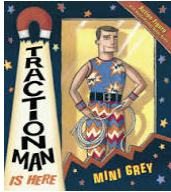 TRACTION
MAN
IS HERE
MINI GREY